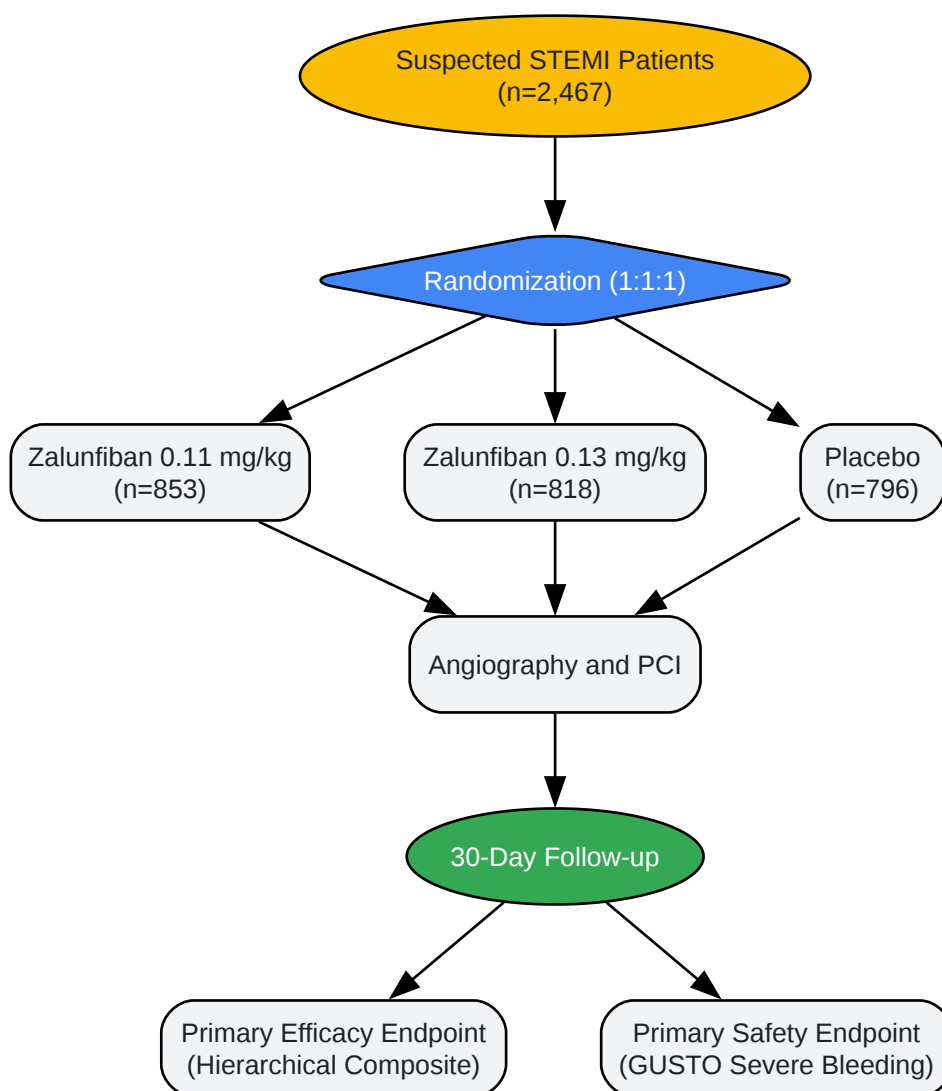 Suspected STEMI Patients
(n=2,467)
Randomization (1:1:1)
Zalunfiban 0.11 mg/kg
(n=853)
Zalunfiban 0.13 mg/kg
(n=818)
Placebo
(n=796)
Angiography and PCI
30-Day Follow-up
Primary Efficacy Endpoint
(Hierarchical Composite)
Primary Safety Endpoint
(GUSTO Severe Bleeding)